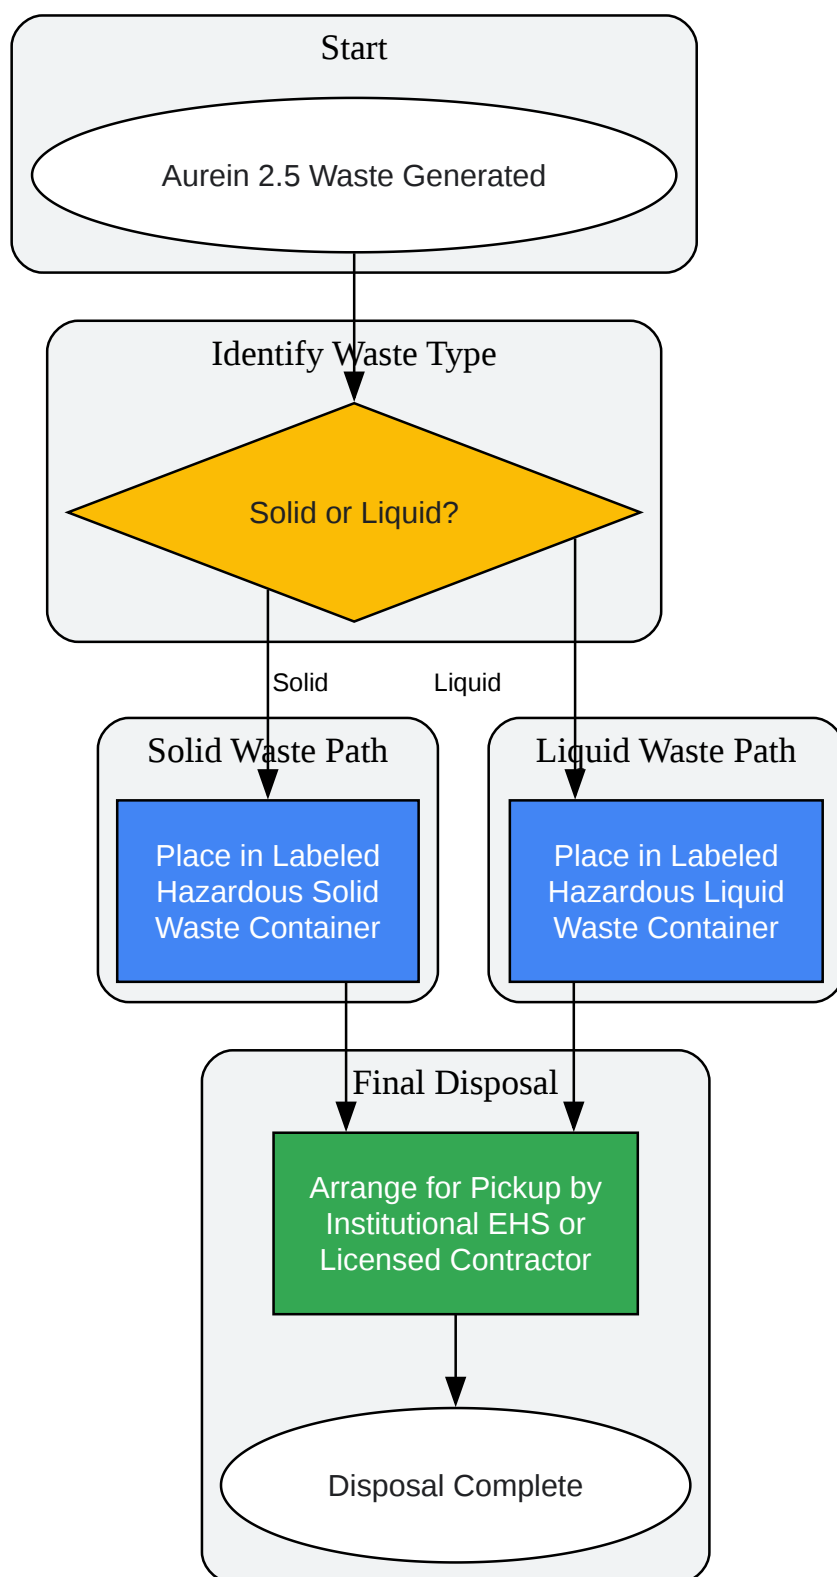 Start
Aurein 2.5 Waste Generated
Identify Waste Type
Solid or Liquid?
Solid
Liquid
Solid Waste Path
Place in Labeled
Hazardous Solid
Waste Container
Liquid Waste Path
Place in Labeled
Hazardous Liquid
Waste Container
Final Disposal
Arrange for Pickup by
Institutional EHS or
Licensed Contractor
Disposal Complete